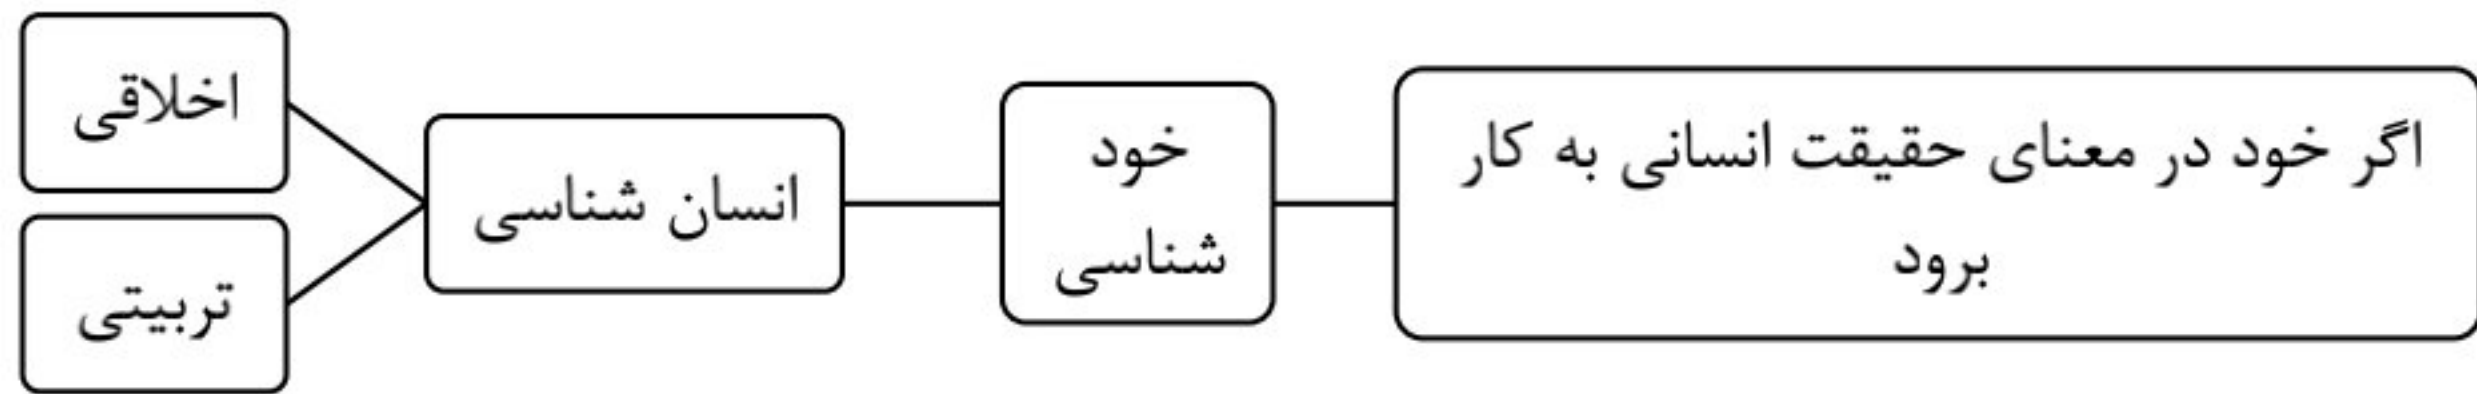 اگر خود در معنای حقیقت انسانی به کار
برود
خود
شناسی
انسان شناسی
اخلاقی
تربیتی